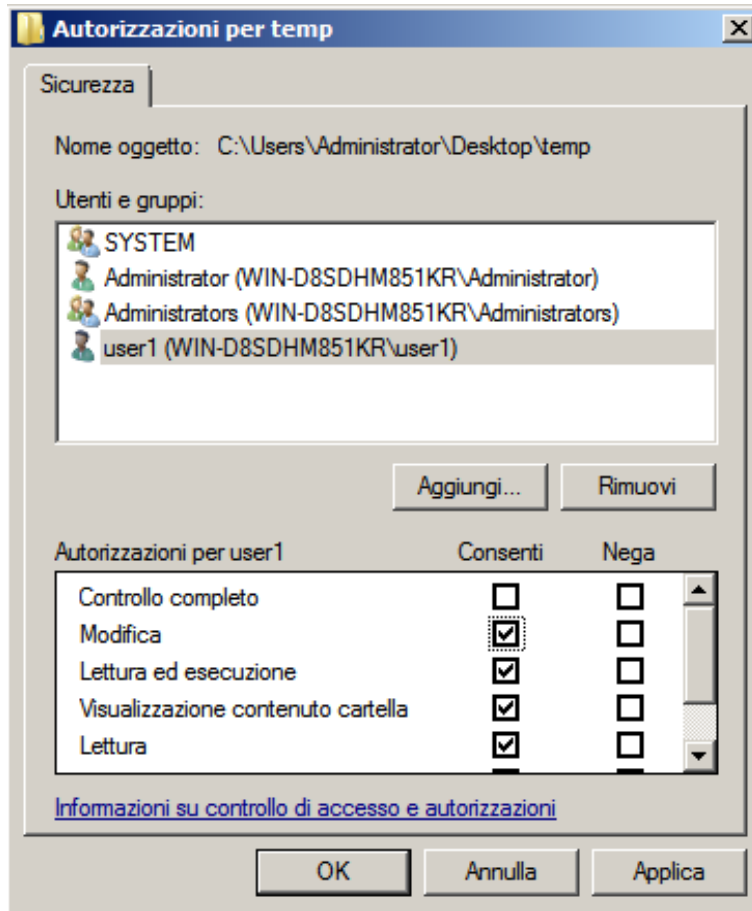 Autorizzazioni per temp
Sicurezza
Nome oggetto: C:\Users\Administrator\Desktop\temp
Utenti e gruppi:
SYSTEM
Administrator (WIN-D8SDHM851KR\Administrator)
Administrators (WIN-D8SDHM851KR\Administrators)
user1 (WIN-D8SDHM851KR\user1)
Aggiungi... Rimuovi
Autorizzazioni per user1 Consenti Nega
Controllo completo
Modifica
Lettura ed esecuzione
Visualizzazione contenuto cartella
Lettura
Informazioni su controllo di accesso e autorizzazioni
OK Annulla Applica